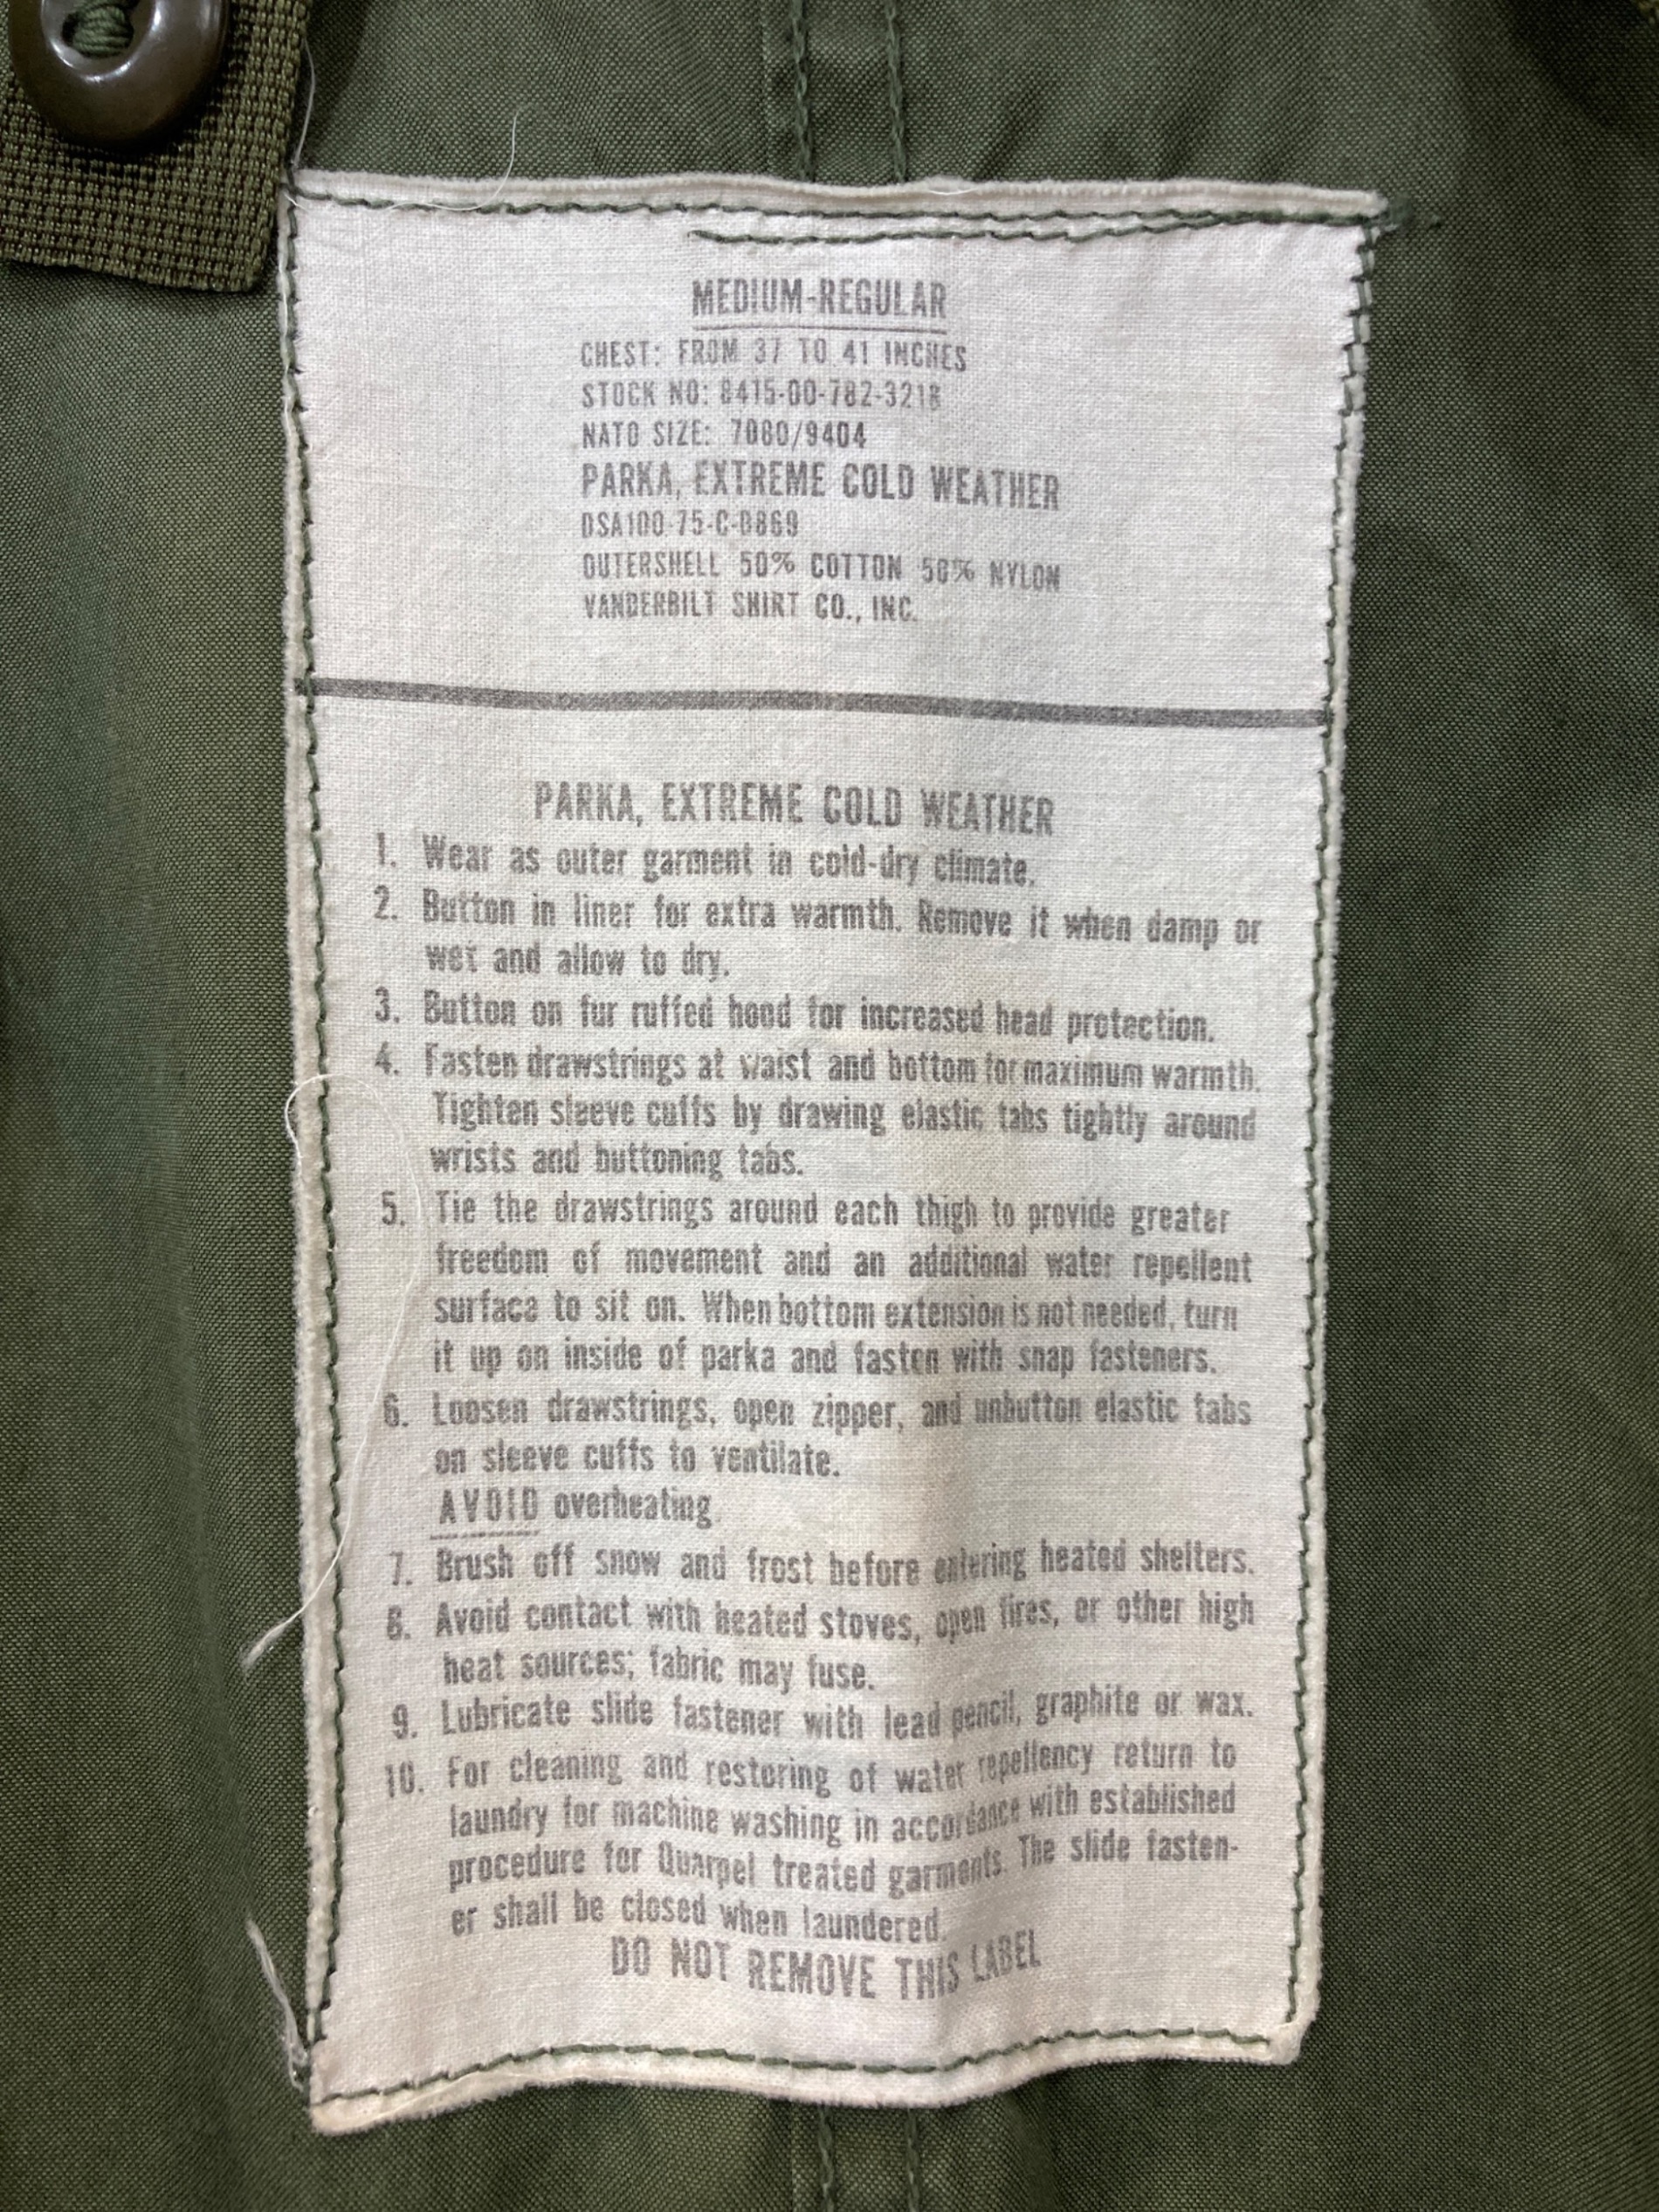 MEDIUM-REGULAR
CHEST: FROM 37 TO 41 INCHES
STOCK NO: 8415-00-782-3218
NATO SIZE: 7080/9404
PARKA, EXTREME COLD WEATHER
DSA100-75-C-0869
OUTERSHELL 50% COTTON 50% NYLON
VANDERBILT SHIRT CO., INC.
PARKA, EXTREME COLD WEATHER
1. Wear as outer garment in cold-dry climate.
2. Button in liner for extra warmth. Remove it when damp or
wet and allow to dry.
3. Button on fur ruffed hood for increased head protection.
4. Fasten drawstrings at waist and bottom for maximum warmth.
Tighten sleeve cuffs by drawing elastic tabs tightly around
wrists and buttoning tabs.
5. Tie the drawstrings around each thigh to provide greater
freedom of movement and an additional water repellent
surface to sit on. When bottom extension is not needed, turn
it up on inside of parka and fasten with snap fasteners.
6. Loosen drawstrings, open zipper, and unbutton elastic tabs
on sleeve cuffs to ventilate.
AVOID overheating.
7. Brush off snow and frost before entering heated shelters.
8. Avoid contact with heated stoves, open fires, or other high
heat sources; fabric may fuse.
9. Lubricate slide fastener with lead pencil, graphite or wax.
10. For cleaning and restoring of water repellency return to
laundry for machine washing in accordance with established
procedure for Quarpel treated garments. The slide fasten-
er shall be closed when laundered.
DO NOT REMOVE THIS LABEL